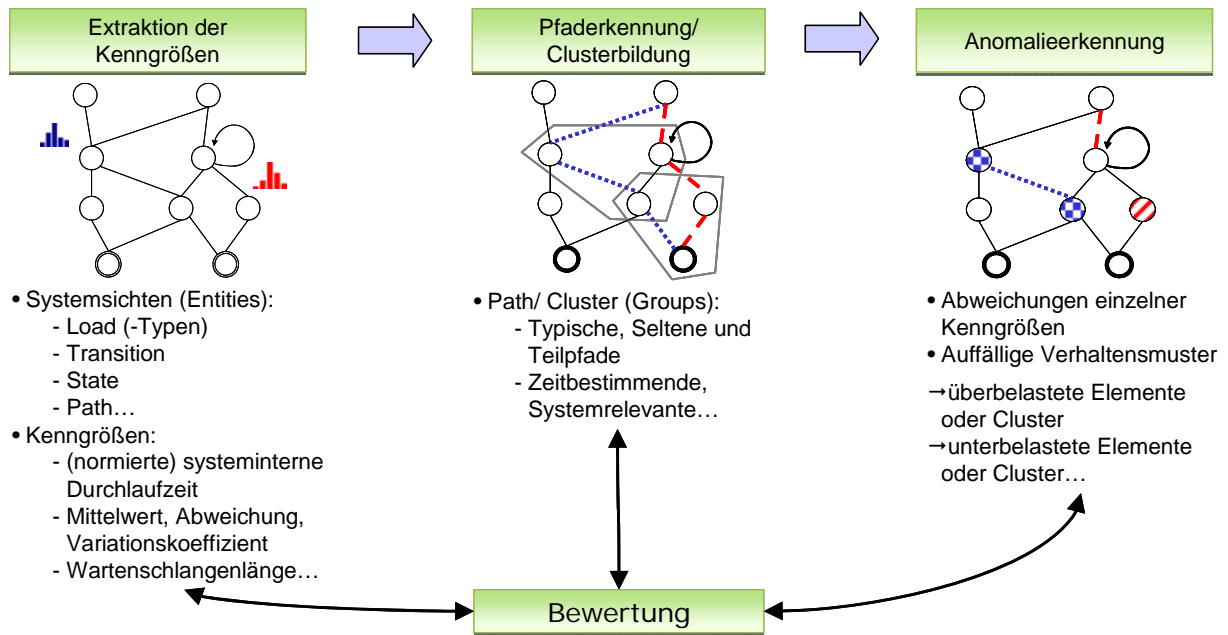 Extraktion der
Kenngrößen
Pfaderkennung/
Clusterbildung
Anomalieerkennung
• Systemsichten (Entities):
- Load (-Typen)
- Transition
- State
- Path…
• Kenngrößen:
- (normierte) systeminterne
Durchlaufzeit
- Mittelwert, Abweichung,
Variationskoeffizient
- Wartenschlangenlänge…
• Path/ Cluster (Groups):
- Typische, Seltene und
Teilpfade
- Zeitbestimmende,
Systemrelevante…
• Abweichungen einzelner
Kenngrößen
• Auffällige Verhaltensmuster
→überbelastete Elemente
oder Cluster
→unterbelastete Elemente
oder Cluster…
Bewertung